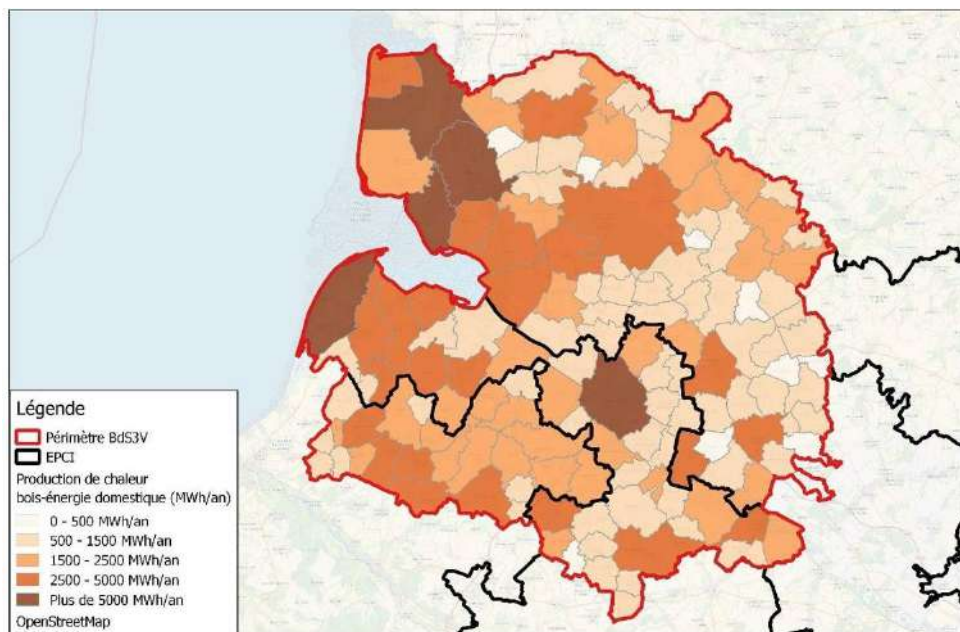 Légende
Périmètre BdS3V
EPCI
Production de chaleur
bois-énergie domestique (MWh/an)
0 - 500 MWh/an
500 - 1500 MWh/an
1500 - 2500 MWh/an
2500 - 5000 MWh/an
Plus de 5000 MWh/an
OpenStreetMap